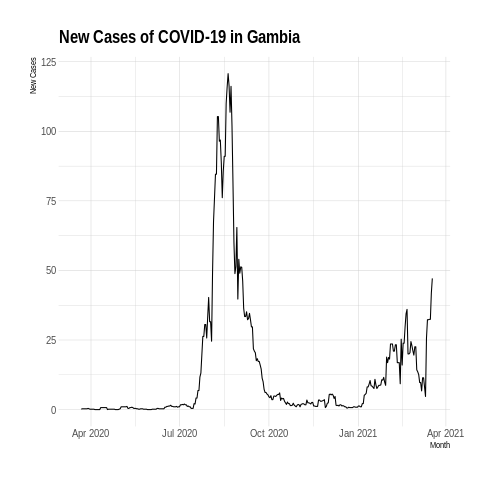 New Cases of COVID-19 in Gambia
New Cases
125
100
75
50
25
0
Apr 2020
Jul 2020
Oct 2020
Jan 2021
Apr 2021
Month